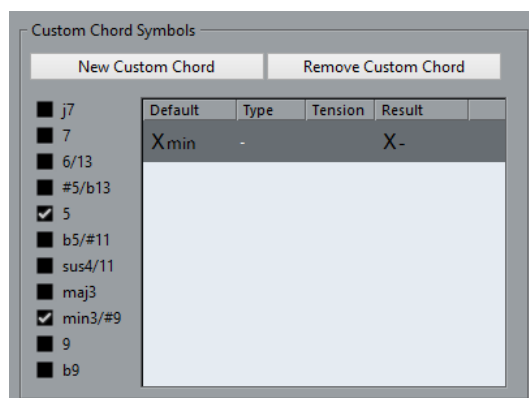 Custom Chord Symbols
New Custom Chord
Remove Custom Chord
j7
7
6/13
#5/b13
5
b5/#11
sus4/11
maj3
min3/#9
9
b9
Default Type Tension Result
Xmin - X-